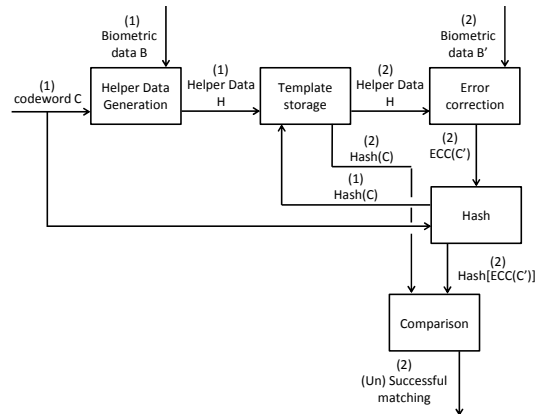 (1)
Biometric
data B
(2)
Biometric
data B’
(1)
codeword C
Helper Data
Generation
(1)
Helper Data
H
Template
storage
(2)
Helper Data
H
Error
correction
(2)
Hash(C)
(2)
ECC(C’)
(1)
Hash(C)
Hash
(2)
Hash[ECC(C’)]
Comparison
(2)
(Un) Successful
matching